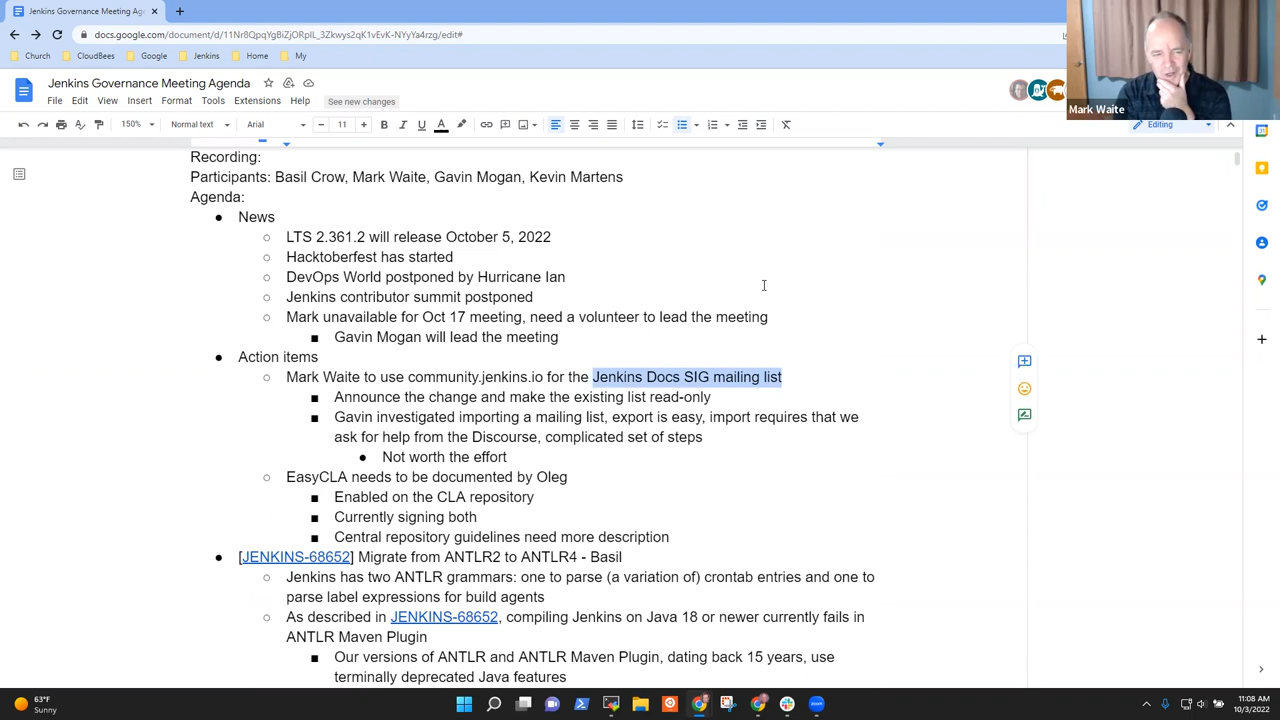 Jenkins Governance Meeting Age
docs.google.com/document/d/11Nr8QpqYgBiZjORplL_3Zkwys2qK1vEvK-NYyYa4rzg/edit#
Church
CloudBees
Google
Jenkins
Home
My
Jenkins Governance Meeting Agenda
File Edit View Insert Format Tools Extensions Help See new changes
150% Normal text Arial 11 Editing
Mark Waite
Recording:
Participants: Basil Crow, Mark Waite, Gavin Mogan, Kevin Martens
Agenda:
● News
○ LTS 2.361.2 will release October 5, 2022
○ Hacktoberfest has started
○ DevOps World postponed by Hurricane Ian
○ Jenkins contributor summit postponed
○ Mark unavailable for Oct 17 meeting, need a volunteer to lead the meeting
■ Gavin Mogan will lead the meeting
● Action items
○ Mark Waite to use community.jenkins.io for the Jenkins Docs SIG mailing list
■ Announce the change and make the existing list read-only
■ Gavin investigated importing a mailing list, export is easy, import requires that we
ask for help from the Discourse, complicated set of steps
● Not worth the effort
○ EasyCLA needs to be documented by Oleg
■ Enabled on the CLA repository
■ Currently signing both
■ Central repository guidelines need more description
● [JENKINS-68652] Migrate from ANTLR2 to ANTLR4 - Basil
○ Jenkins has two ANTLR grammars: one to parse (a variation of) crontab entries and one to
parse label expressions for build agents
○ As described in JENKINS-68652, compiling Jenkins on Java 18 or newer currently fails in
ANTLR Maven Plugin
■ Our versions of ANTLR and ANTLR Maven Plugin, dating back 15 years, use
terminally deprecated Java features
63°F
Sunny
11:08 AM
10/3/2022